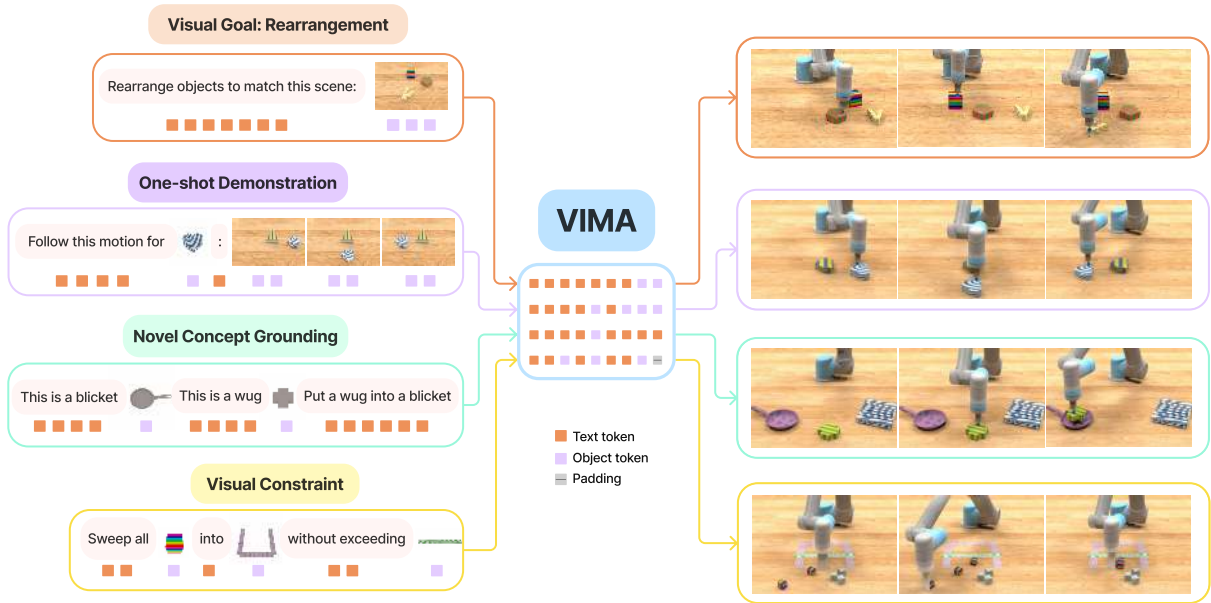 Visual Goal: Rearrangement
Rearrange objects to match this scene:
One-shot Demonstration
Follow this motion for :
Novel Concept Grounding
This is a blicket This is a wug Put a wug into a blicket
Visual Constraint
Sweep all into without exceeding
VIMA
Text token
Object token
Padding